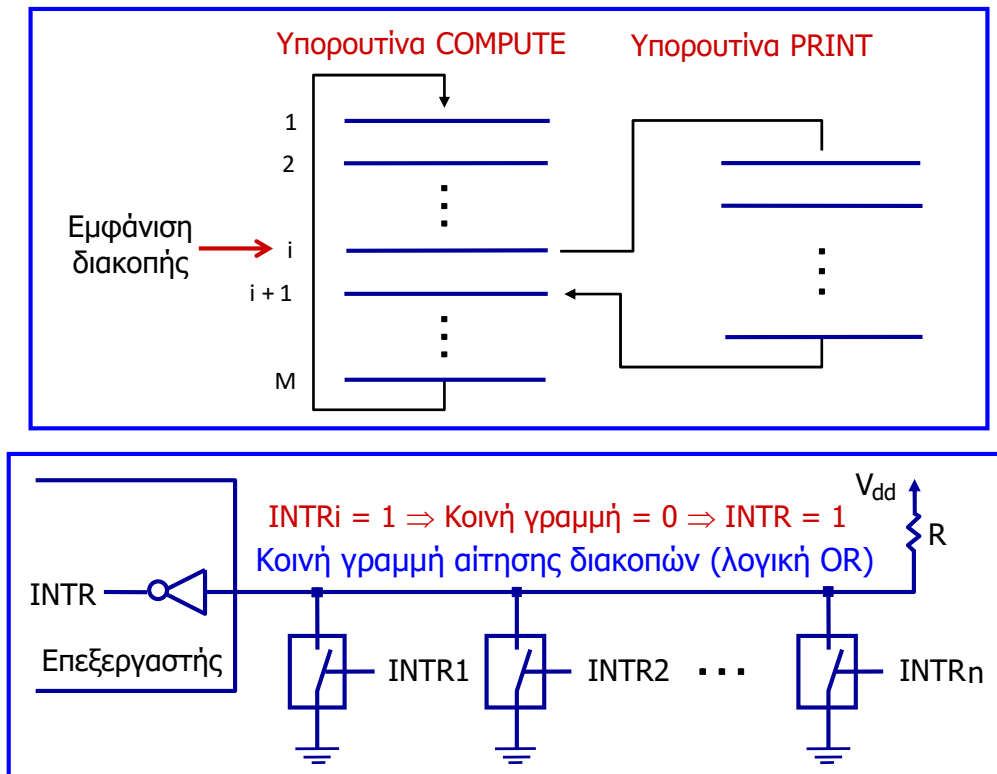 Υπορουτίνα COMPUTE
Υπορουτίνα PRINT
1
2
Εμφάνιση
διακοπής
i
i + 1
M
Vdd
R
INTRi = 1 ⇒ Κοινή γραμμή = 0 ⇒ INTR = 1
Κοινή γραμμή αίτησης διακοπών (λογική OR)
INTR
Επεξεργαστής
INTR1
INTR2
INTRn